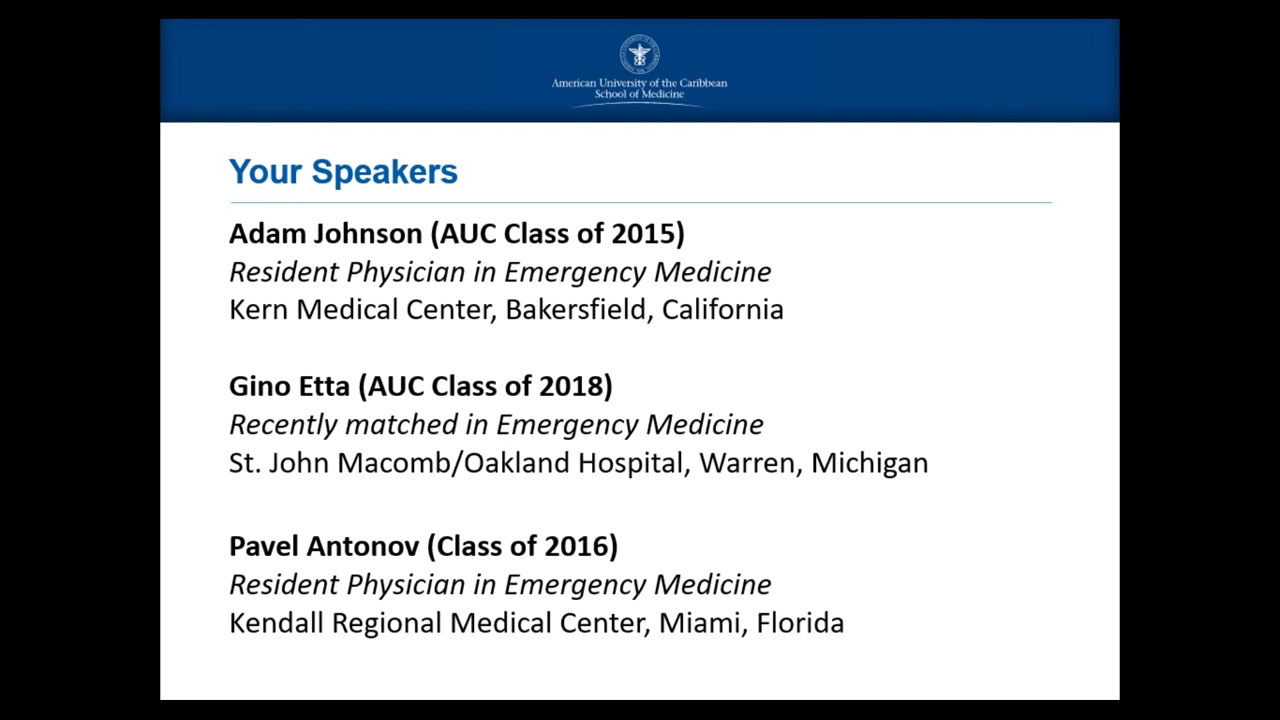 American University of the Caribbean
School of Medicine
Your Speakers
Adam Johnson (AUC Class of 2015)
Resident Physician in Emergency Medicine
Kern Medical Center, Bakersfield, California
Gino Etta (AUC Class of 2018)
Recently matched in Emergency Medicine
St. John Macomb/Oakland Hospital, Warren, Michigan
Pavel Antonov (Class of 2016)
Resident Physician in Emergency Medicine
Kendall Regional Medical Center, Miami, Florida